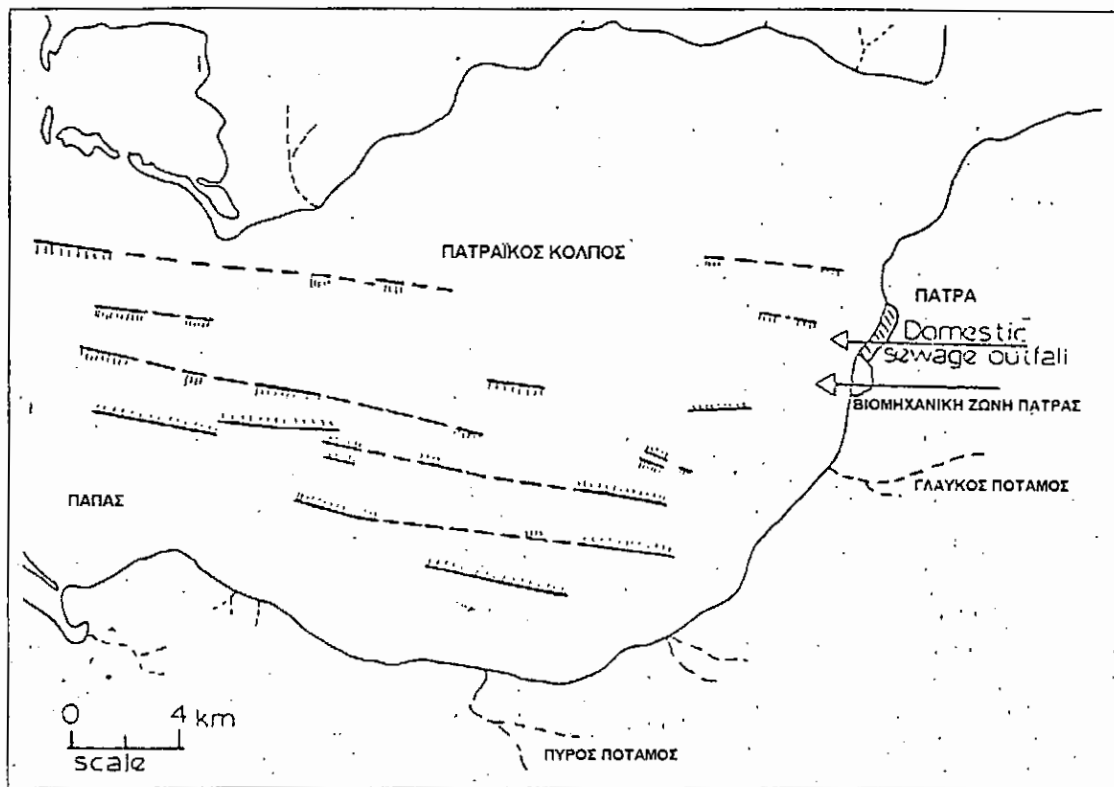 ΠΑΤΡΑΪΚΟΣ ΚΟΛΠΟΣ
ΠΑΤΡΑ
Domestic
sewage outfall
ΒΙΟΜΗΧΑΝΙΚΗ ΖΩΝΗ ΠΑΤΡΑΣ
ΓΛΑΥΚΟΣ ΠΟΤΑΜΟΣ
ΠΑΠΑΣ
0 4 km
scale
ΠΥΡΟΣ ΠΟΤΑΜΟΣ